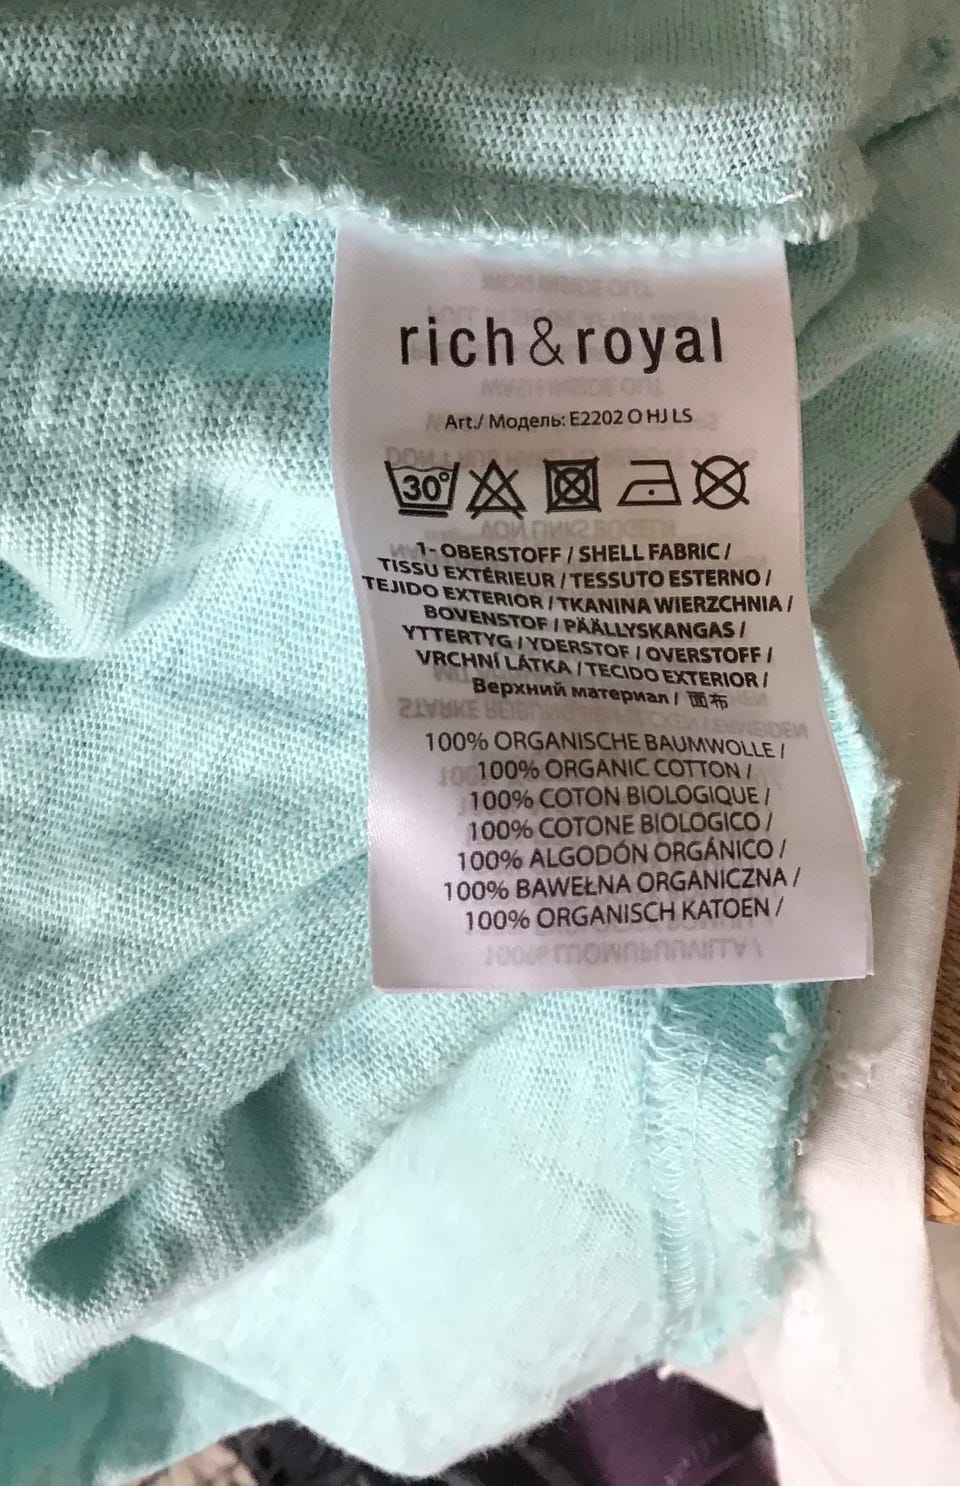 rich&royal
Art./ Модель: E2202 O HJ LS
30°
1- OBERSTOFF / SHELL FABRIC /
TISSU EXTÉRIEUR / TESSUTO ESTERNO /
TEJIDO EXTERIOR / TKANINA WIERZCHNIA /
BOVENSTOF / PÄÄLLYSKANGAS /
YTTERTYG / YDERSTOF / OVERSTOFF /
VRCHNÍ LÁTKA / TECIDO EXTERIOR /
Верхний материал / 面布
100% ORGANISCHE BAUMWOLLE /
100% ORGANIC COTTON /
100% COTON BIOLOGIQUE /
100% COTONE BIOLOGICO /
100% ALGODÓN ORGÁNICO /
100% BAWEŁNA ORGANICZNA /
100% ORGANISCH KATOEN /